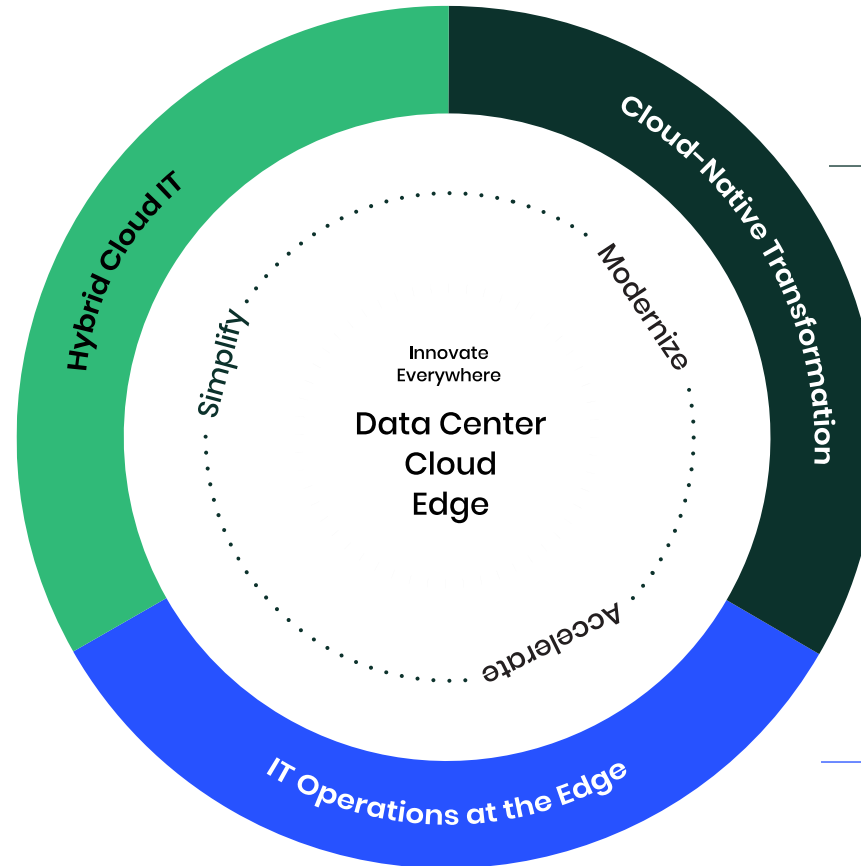 Hybrid Cloud IT
Cloud-Native Transformation
IT Operations at the Edge
Simplify
Modernize
Accelerate
Innovate
Everywhere
Data Center
Cloud
Edge